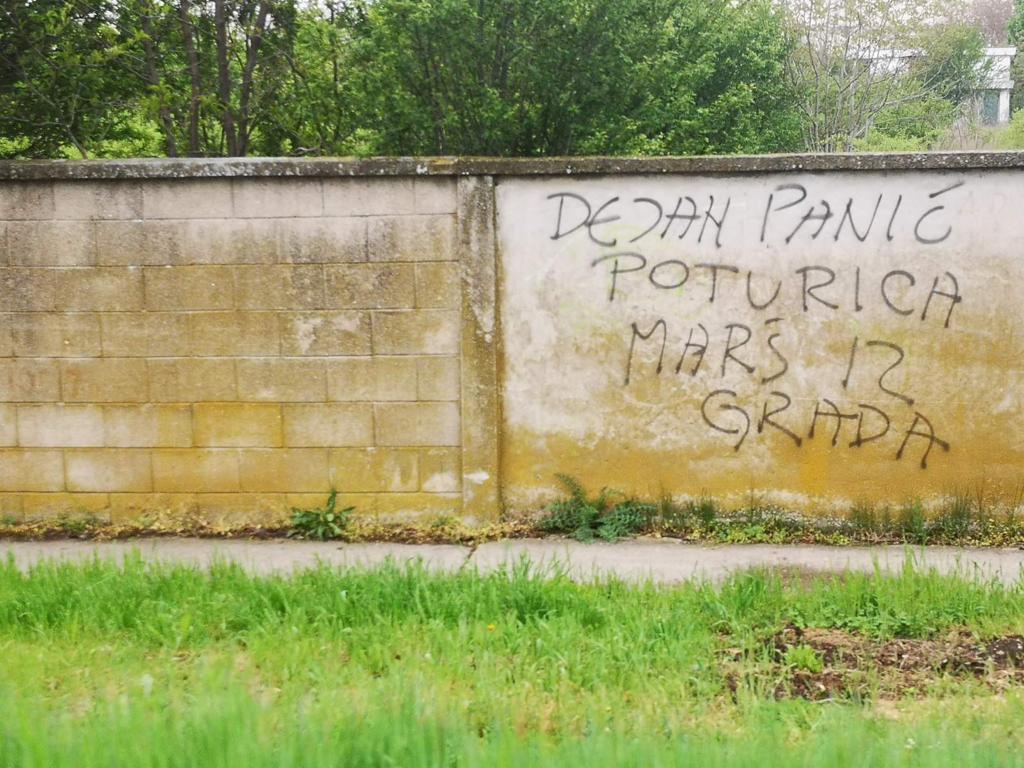 DEJAN PANIĆ
POTURICA
MARŠ IZ
GRADA